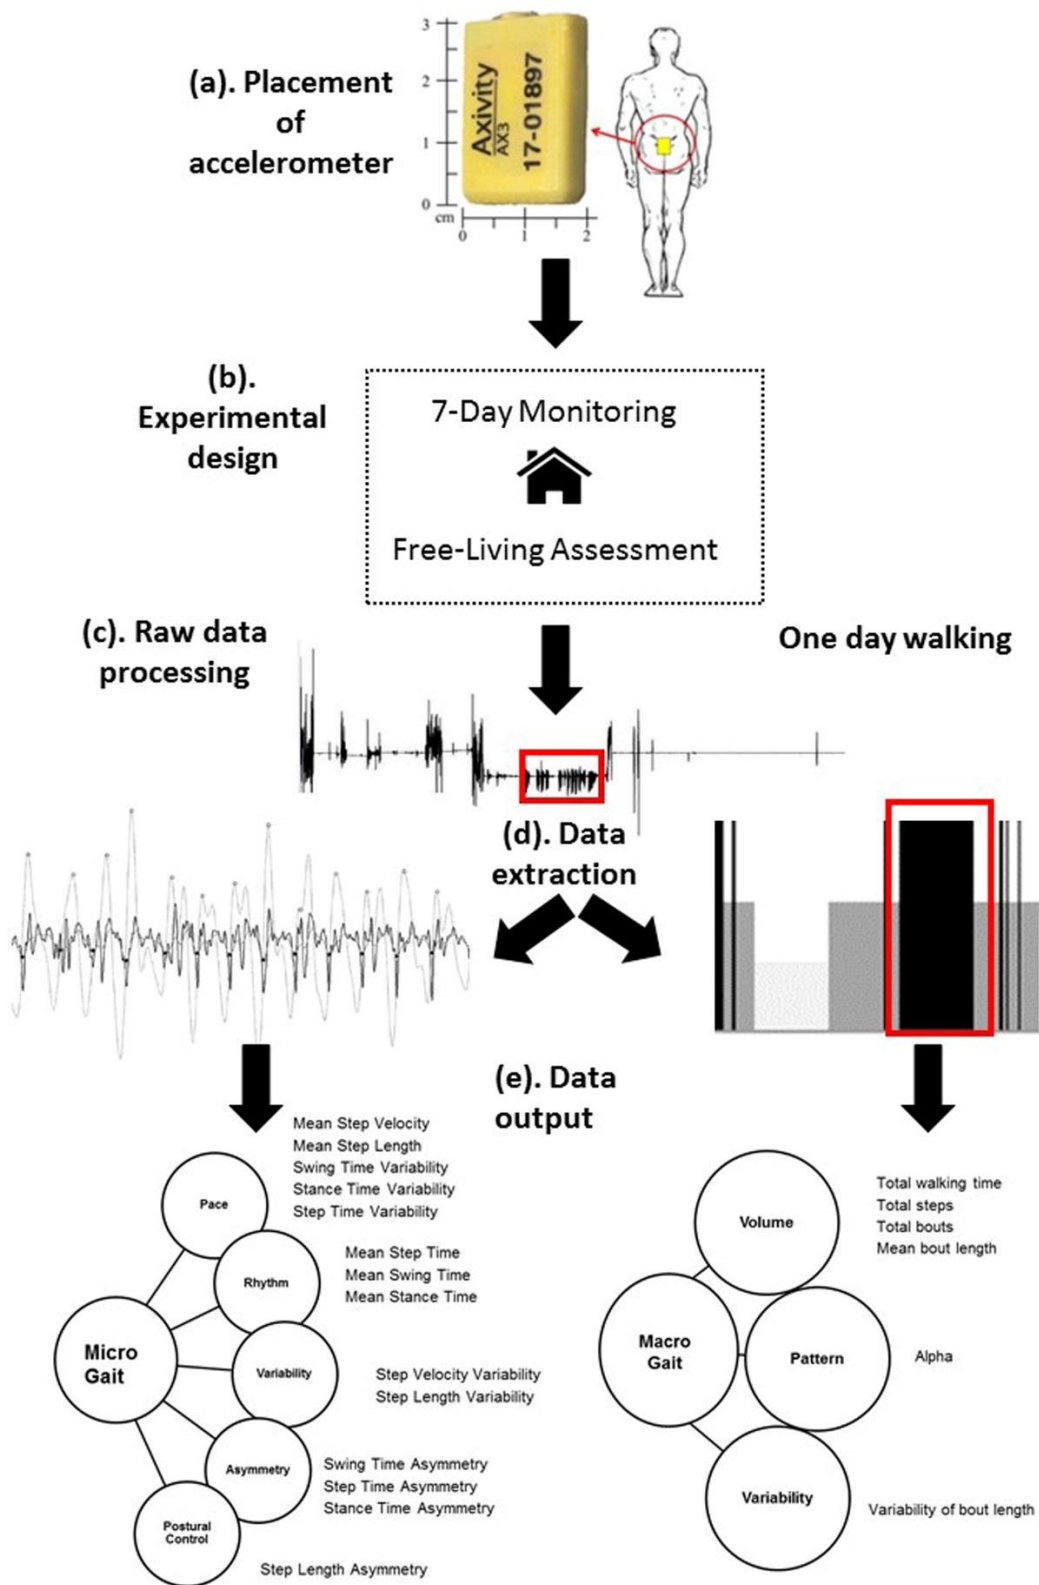 (a). Placement
of
accelerometer
3
2
1
0
cm
0
1
2
Axivity
AX3
17-01897
(b).
Experimental
design
7-Day Monitoring
Free-Living Assessment
(c). Raw data
processing
One day walking
(d). Data
extraction
(e). Data
output
Mean Step Velocity
Mean Step Length
Swing Time Variability
Stance Time Variability
Step Time Variability
Pace
Mean Step Time
Mean Swing Time
Mean Stance Time
Rhythm
Micro
Gait
Variability
Step Velocity Variability
Step Length Variability
Asymmetry
Swing Time Asymmetry
Step Time Asymmetry
Stance Time Asymmetry
Postural
Control
Step Length Asymmetry
Volume
Total walking time
Total steps
Total bouts
Mean bout length
Macro
Gait
Pattern
Alpha
Variability
Variability of bout length